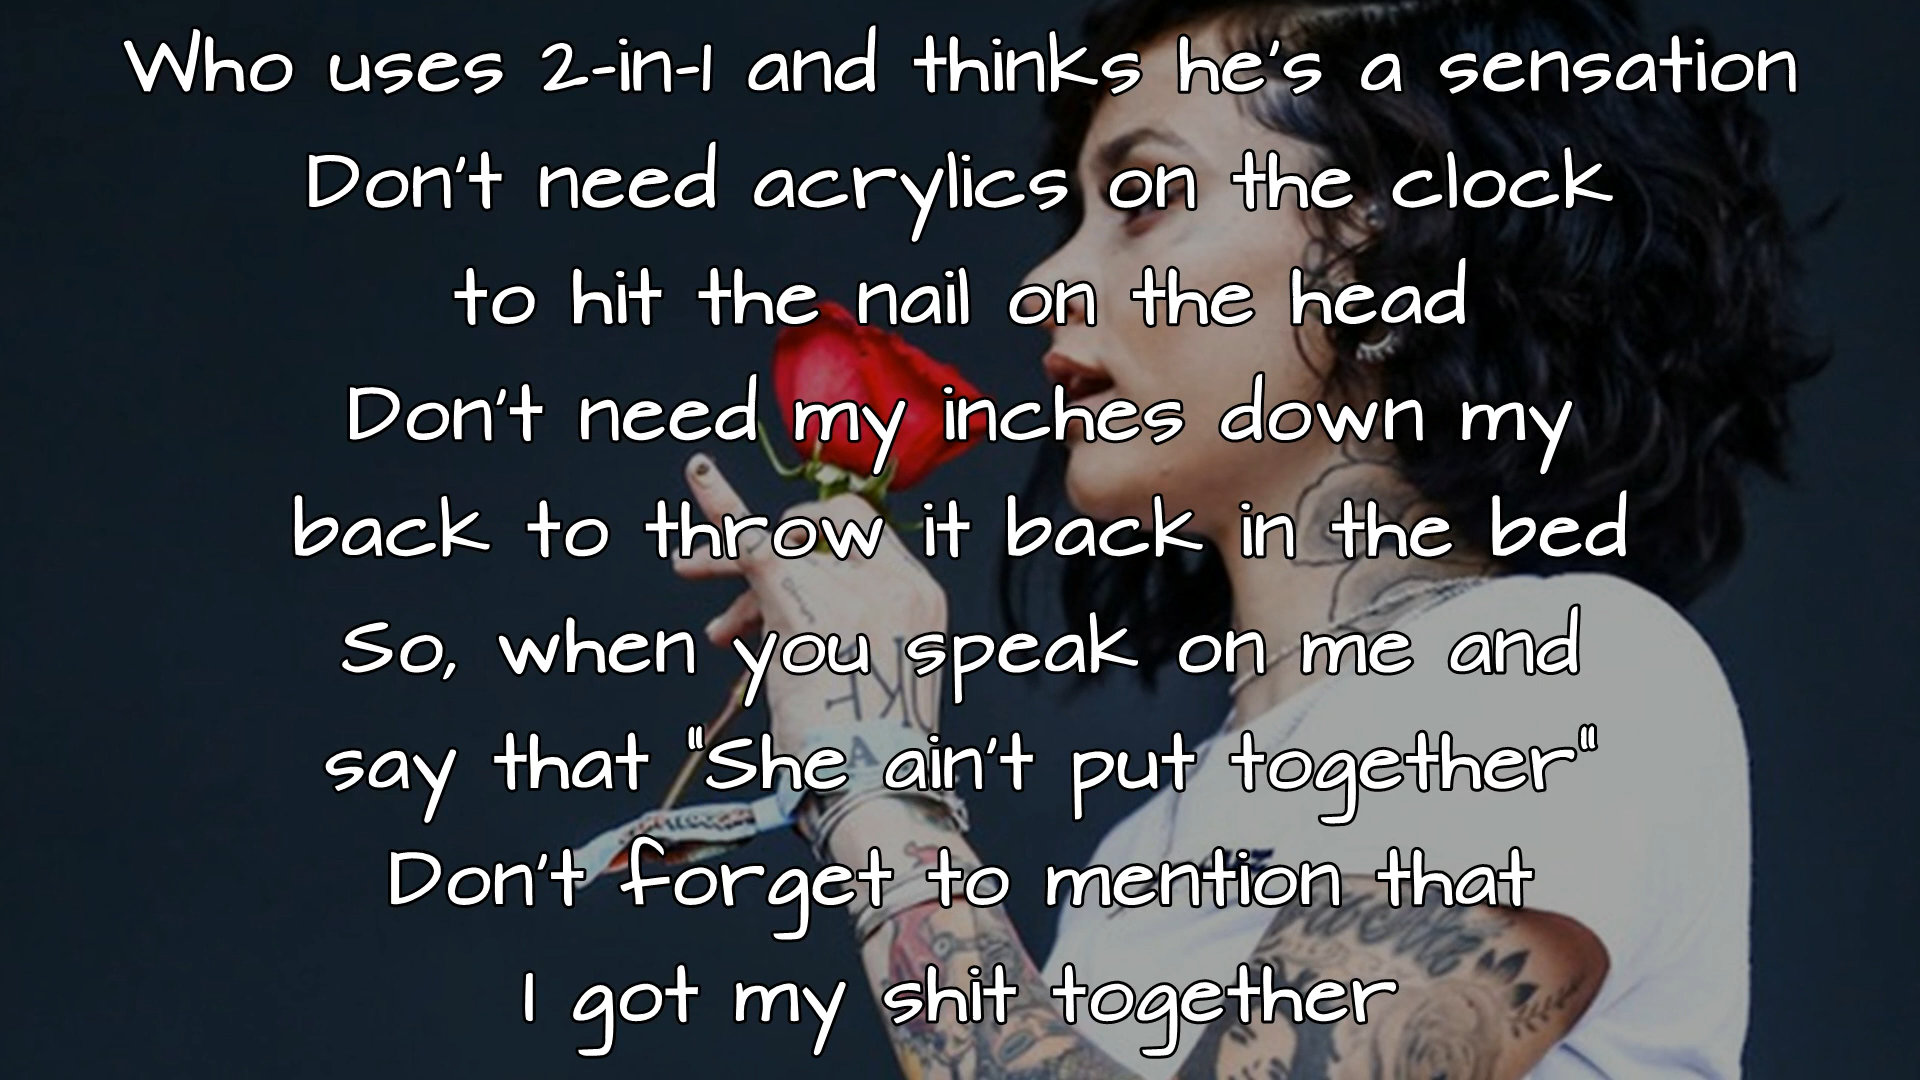 Who uses 2-in-1 and thinks he's a sensation
Don't need acrylics on the clock
to hit the nail on the head
Don't need my inches down my
back to throw it back in the bed
So, when you speak on me and
say that "She ain't put together"
Don't forget to mention that
I got my shit together